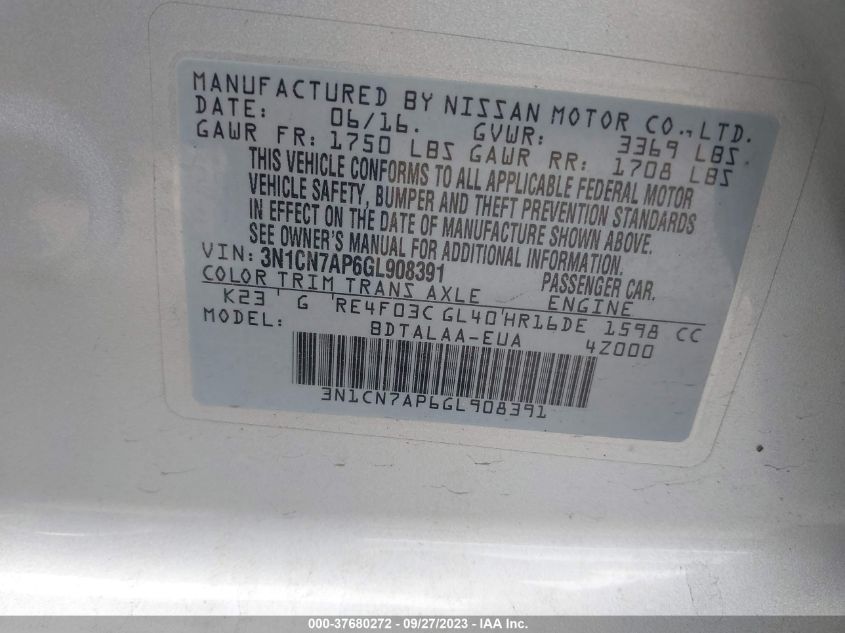 MANUFACTURED BY NISSAN MOTOR CO., LTD.
DATE: 06/16. GVWR: 3369 LBS.
GAWR FR: 1750 LBS GAWR RR: 1708 LBS
THIS VEHICLE CONFORMS TO ALL APPLICABLE FEDERAL MOTOR
VEHICLE SAFETY, BUMPER AND THEFT PREVENTION STANDARDS
IN EFFECT ON THE DATE OF MANUFACTURE SHOWN ABOVE.
SEE OWNER'S MANUAL FOR ADDITIONAL INFORMATION.
VIN: 3N1CN7AP6GL908391 PASSENGER CAR.
COLOR TRIM TRANS AXLE ENGINE
K23 G RE4F03C GL40 HR16DE 1598 CC
MODEL: BDTALAA-EUA 4Z000
3N1CN7AP6GL908391
000-37680272 - 09/27/2023 - IAA Inc.